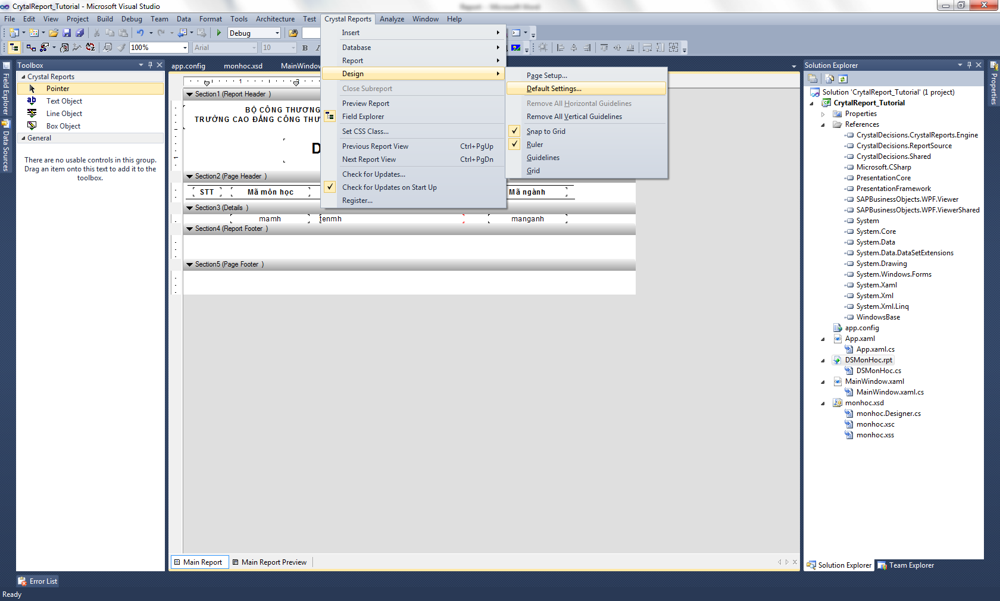 CrytalReport_Tutorial - Microsoft Visual Studio
File Edit View Project Build Debug Team Data Format Tools Architecture Test Crystal Reports Analyze Window Help
Debug
100% Arial 10 B I
Toolbox
Crystal Reports
Pointer
Text Object
Line Object
Box Object
General
There are no usable controls in this group. Drag an item onto this text to add it to the toolbox.
Field Explorer
Data Sources
app.config monhoc.xsd MainWindow
1
Section1 (Report Header )
BỘ CÔNG THƯƠNG
TRƯỜNG CAO ĐẲNG CÔNG THƯ
D
Section2 (Page Header )
STT Mã môn học Mã ngành
Section3 (Details )
mamh tenmh manganh
Section4 (Report Footer )
Section5 (Page Footer )
Insert
Database
Report
Design
Close Subreport
Preview Report
Field Explorer
Set CSS Class...
Previous Report View Ctrl+PgUp
Next Report View Ctrl+PgDn
Check for Updates...
Check for Updates on Start Up
Register...
Page Setup...
Default Settings...
Remove All Horizontal Guidelines
Remove All Vertical Guidelines
Snap to Grid
Ruler
Guidelines
Grid
Solution Explorer
Solution 'CrytalReport_Tutorial' (1 project)
CrytalReport_Tutorial
Properties
References
CrystalDecisions.CrystalReports.Engine
CrystalDecisions.ReportSource
CrystalDecisions.Shared
Microsoft.CSharp
PresentationCore
PresentationFramework
SAPBusinessObjects.WPF.Viewer
SAPBusinessObjects.WPF.ViewerShared
System
System.Core
System.Data
System.Data.DataSetExtensions
System.Drawing
System.Windows.Forms
System.Xaml
System.Xml
System.Xml.Linq
WindowsBase
app.config
App.xaml
App.xaml.cs
DSMonHoc.rpt
DSMonHoc.cs
MainWindow.xaml
MainWindow.xaml.cs
monhoc.xsd
monhoc.Designer.cs
monhoc.xsc
monhoc.xss
Properties
Main Report Main Report Preview
Solution Explorer Team Explorer
Error List
Ready